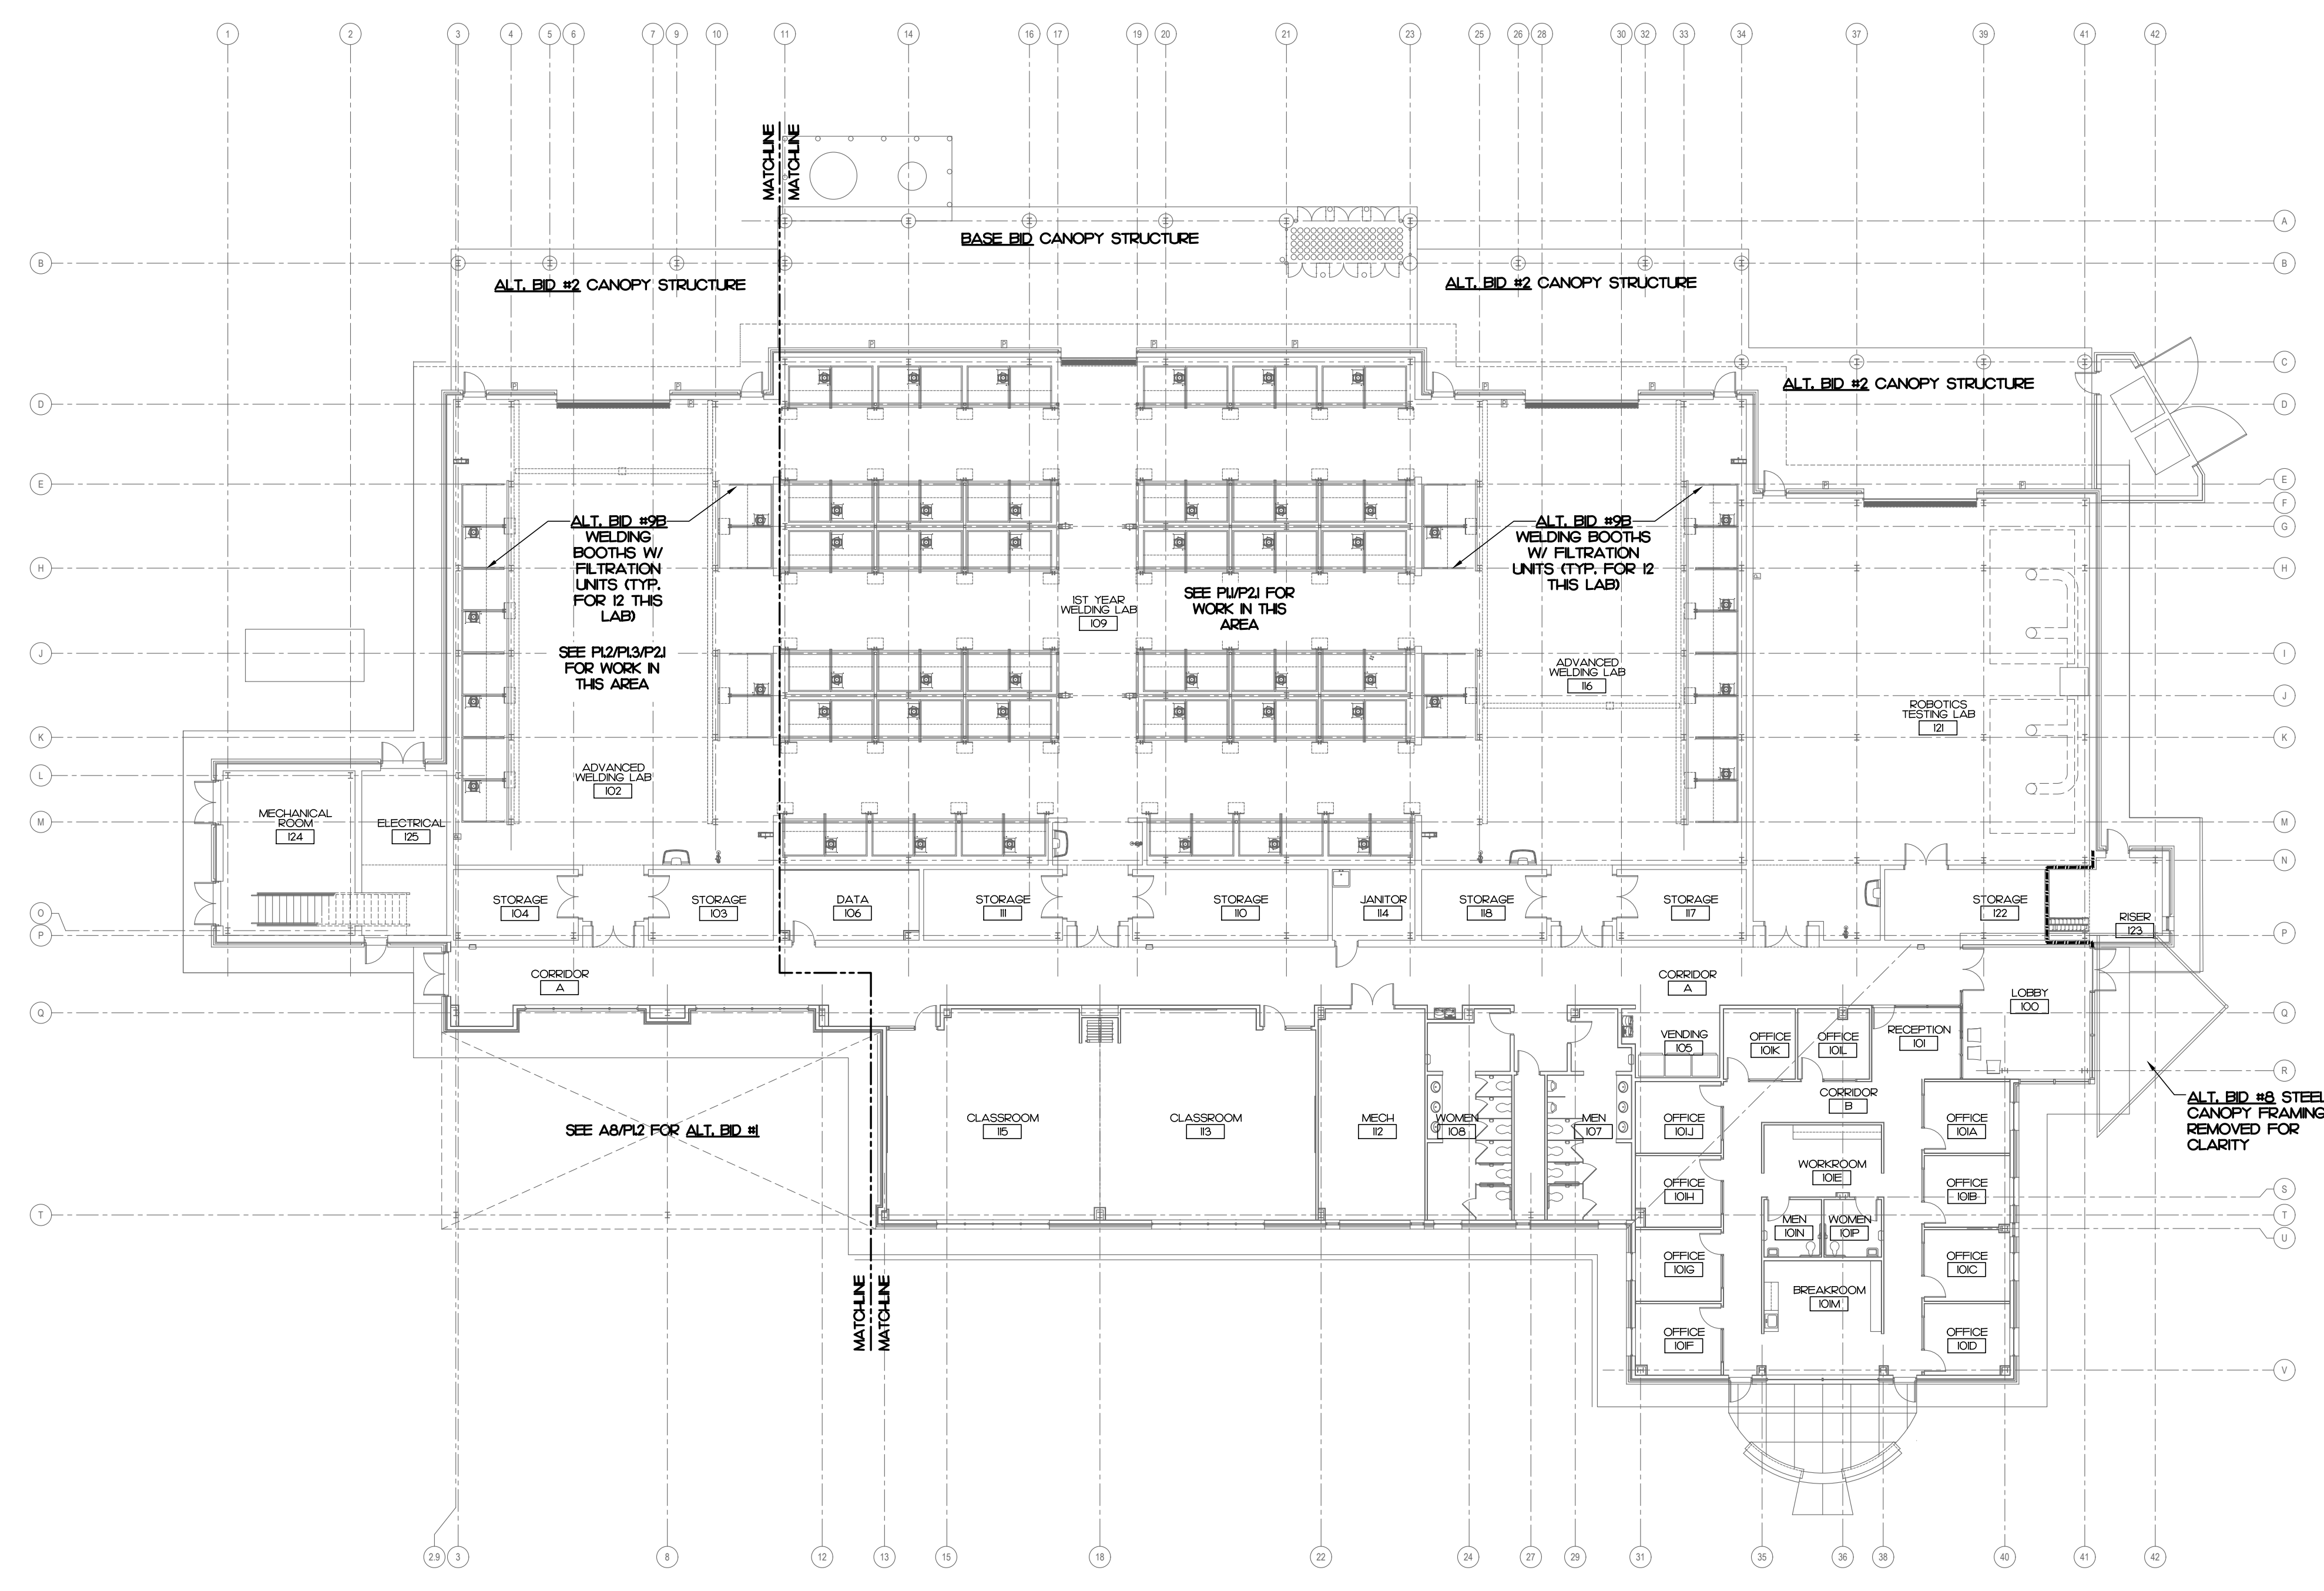 1 2 3 4 5 6 7 9 10 11 14 16 17 19 20 21 23 25 26 28 30 32 33 34 37 39 41 42
MATCHLINE
MATCHLINE
A
BASE BID CANOPY STRUCTURE
B
B
ALT. BID #2 CANOPY STRUCTURE
ALT. BID #2 CANOPY STRUCTURE
C
ALT. BID #2 CANOPY STRUCTURE
D
D
E
E
F
G
H
H
ALT. BID #9B
WELDING
BOOTHS W/
FILTRATION
UNITS (TYP.
FOR 12 THIS
LAB)
SEE P1.2/P1.3/P2.1
FOR WORK IN
THIS AREA
1ST YEAR
WELDING LAB
109
SEE P1.1/P2.1 FOR
WORK IN THIS
AREA
ALT. BID #9B
WELDING BOOTHS
W/ FILTRATION
UNITS (TYP. FOR 12
THIS LAB)
J
I
ADVANCED
WELDING LAB
116
J
ROBOTICS
TESTING LAB
121
K
K
L
ADVANCED
WELDING LAB
102
MECHANICAL
ROOM
124
ELECTRICAL
125
M
M
N
STORAGE
104
STORAGE
103
DATA
106
STORAGE
111
STORAGE
110
JANITOR
114
STORAGE
118
STORAGE
117
STORAGE
122
RISER
123
O
P
P
CORRIDOR
A
CORRIDOR
A
LOBBY
100
Q
Q
VENDING
105
OFFICE
101K
OFFICE
101L
RECEPTION
101
R
CORRIDOR
B
ALT. BID #8 STEEL
CANOPY FRAMING
REMOVED FOR
CLARITY
SEE A8/P1.2 FOR ALT. BID #1
CLASSROOM
115
CLASSROOM
113
MECH
112
WOMEN
108
MEN
107
OFFICE
101J
OFFICE
101A
WORKROOM
101E
OFFICE
101H
OFFICE
101B
S
T
T
MEN
101N
WOMEN
101P
U
OFFICE
101G
OFFICE
101C
BREAKROOM
101M
MATCHLINE
MATCHLINE
OFFICE
101F
OFFICE
101D
V
2.9 3 8 12 13 15 18 22 24 27 29 31 35 36 38 40 41 42